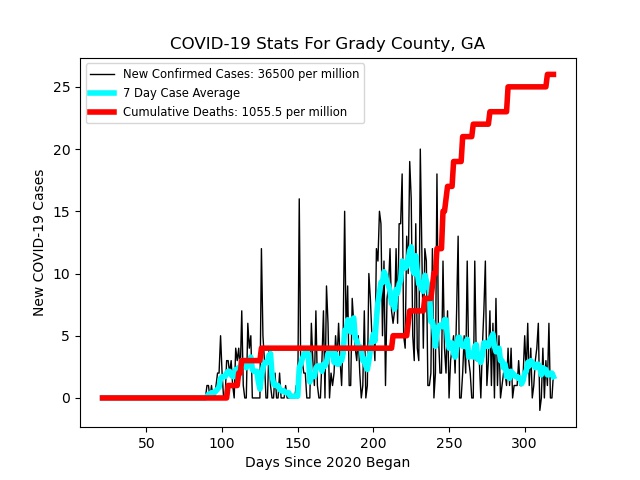 COVID-19 Stats For Grady County, GA
New Confirmed Cases: 36500 per million
7 Day Case Average
Cumulative Deaths: 1055.5 per million
New COVID-19 Cases
25
20
15
10
5
0
50
100
150
200
250
300
Days Since 2020 Began